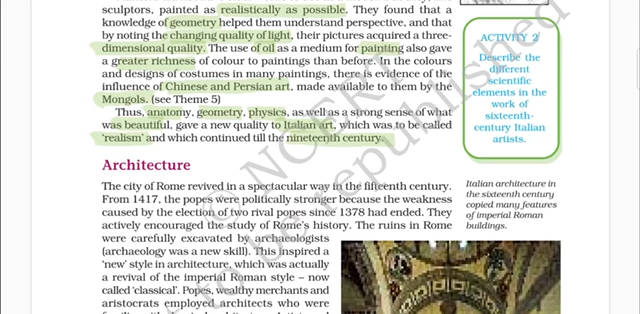 sculptors, painted as realistically as possible. They found that a
knowledge of geometry helped them understand perspective, and that
by noting the changing quality of light, their pictures acquired a three-
dimensional quality. The use of oil as a medium for painting also gave
a greater richness of colour to paintings than before. In the colours
and designs of costumes in many paintings, there is evidence of the
influence of Chinese and Persian art, made available to them by the
Mongols. (see Theme 5)
Thus, anatomy, geometry, physics, as well as a strong sense of what
was beautiful, gave a new quality to Italian art, which was to be called
‘realism’ and which continued till the nineteenth century.
Architecture
The city of Rome revived in a spectacular way in the fifteenth century.
From 1417, the popes were politically stronger because the weakness
caused by the election of two rival popes since 1378 had ended. They
actively encouraged the study of Rome’s history. The ruins in Rome
were carefully excavated by archaeologists
(archaeology was a new skill). This inspired a
‘new’ style in architecture, which was actually
a revival of the imperial Roman style – now
called ‘classical’. Popes, wealthy merchants and
aristocrats employed architects who were
ACTIVITY 2
Describe the
different
scientific
elements in the
work of
sixteenth-
century Italian
artists.
Italian architecture in
the sixteenth century
copied many features
of imperial Roman
buildings.
© NCERT
not to be republished